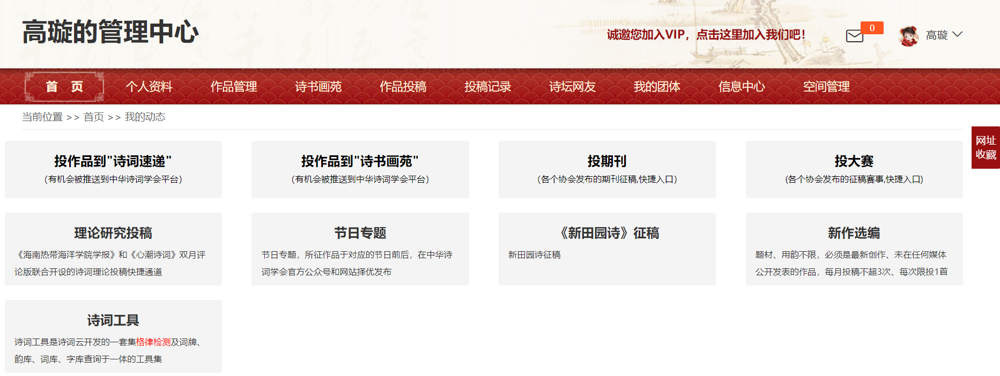 高璇的管理中心
诚邀您加入VIP，点击这里加入我们吧！
0
高璇
首 页 个人资料 作品管理 诗书画苑 作品投稿 投稿记录 诗坛网友 我的团体 信息中心 空间管理
当前位置 >> 首页 >> 我的动态
网址
收藏
投作品到"诗词速递"
（有机会被推送到中华诗词学会平台）
投作品到"诗书画苑"
（有机会被推送到中华诗词学会平台）
投期刊
（各个协会发布的期刊征稿,快捷入口）
投大赛
（各个协会发布的征稿赛事,快捷入口)
理论研究投稿
《海南热带海洋学院学报》和《心潮诗词》双月评
论版联合开设的诗词理论投稿快捷通道
节日专题
节日专题，所征作品于对应的节日前后，在中华诗
词学会官方公众号和网站择优发布
《新田园诗》征稿
新田园诗征稿
新作选编
题材、用韵不限，必须是最新创作、未在任何媒体
公开发表的作品，每月投稿不超3次、每次限投1首
诗词工具
诗词工具是诗词云开发的一套集格律检测及词牌、
韵库、词库、字库查询于一体的工具集